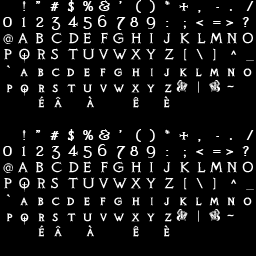 ! " # $ % & ' ( ) * + , - . /
0 1 2 3 4 5 6 7 8 9 : ; < = > ?
@ A B C D E F G H I J K L M N O
P Q R S T U V W X Y Z [ \ ] ^ _
` A B C D E F G H I J K L M N O
P Q R S T U V W X Y Z | ~
É Â À Ê È
! " # $ % & ' ( ) * + , - . /
0 1 2 3 4 5 6 7 8 9 : ; < = > ?
@ A B C D E F G H I J K L M N O
P Q R S T U V W X Y Z [ \ ] ^ _
` A B C D E F G H I J K L M N O
P Q R S T U V W X Y Z | ~
É Â À Ê È